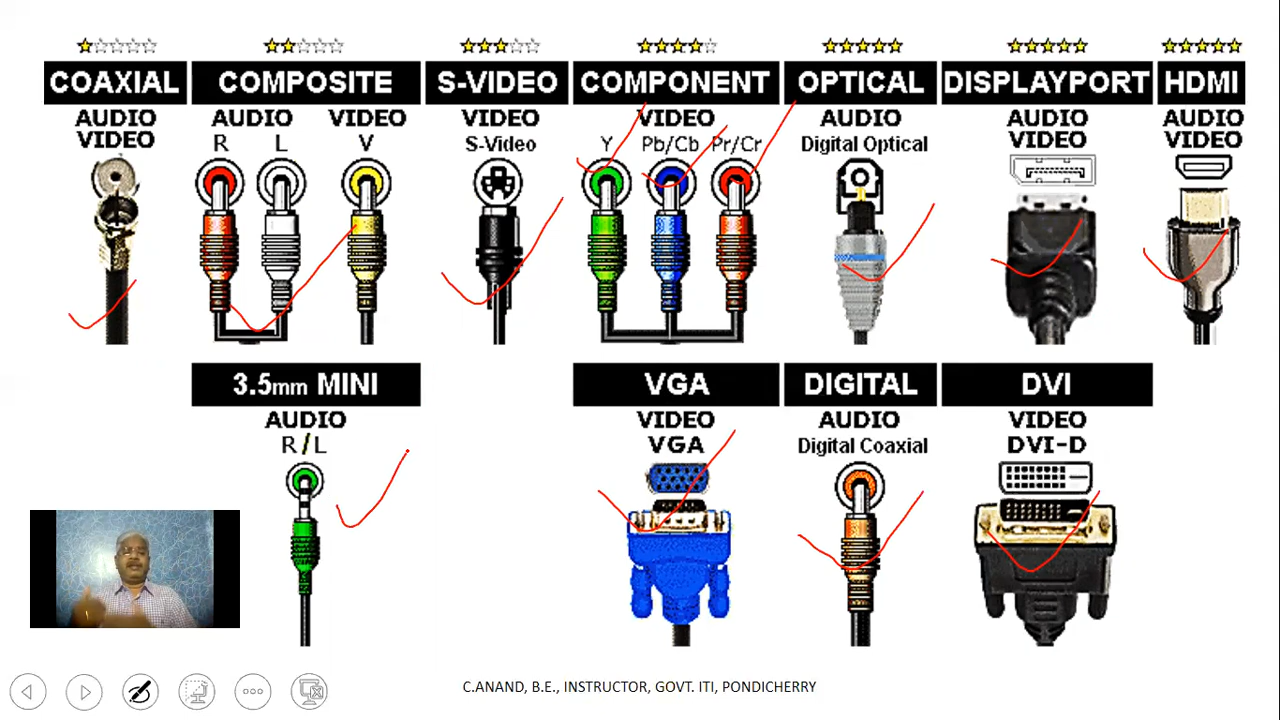 COAXIAL
AUDIO
VIDEO
COMPOSITE
AUDIO VIDEO
R L V
S-VIDEO
VIDEO
S-Video
COMPONENT
VIDEO
Y Pb/Cb Pr/Cr
OPTICAL
AUDIO
Digital Optical
DISPLAYPORT
AUDIO
VIDEO
HDMI
AUDIO
VIDEO
3.5mm MINI
AUDIO
R/L
VGA
VIDEO
VGA
DIGITAL
AUDIO
Digital Coaxial
DVI
VIDEO
DVI-D
C.ANAND, B.E., INSTRUCTOR, GOVT. ITI, PONDICHERRY